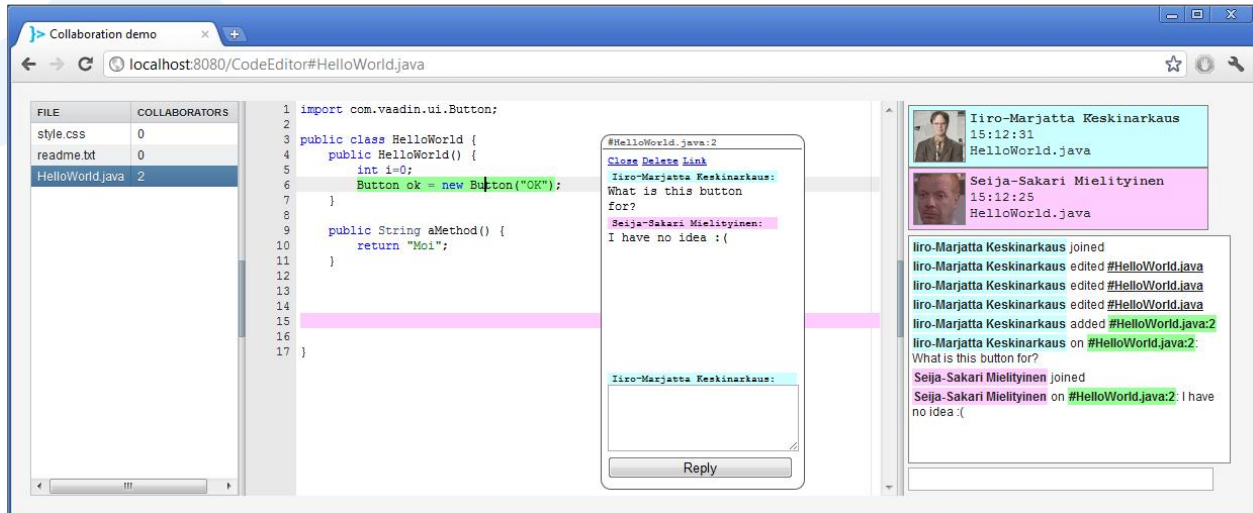 Collaboration demo
localhost:8080/CodeEditor#HelloWorld.java
FILE COLLABORATORS
style.css 0
readme.txt 0
HelloWorld.java 2
1 import com.vaadin.ui.Button;
2
3 public class HelloWorld {
4 public HelloWorld() {
5 int i=0;
6 Button ok = new Button("OK");
7 }
8
9 public String aMethod() {
10 return "Moi";
11 }
12
13
14
15
16
17 }
#HelloWorld.java:2
Close Delete Link
Iiro-Marjatta Keskinarkaus:
What is this button
for?
Seija-Sakari Mielityinen:
I have no idea :(
Iiro-Marjatta Keskinarkaus:
Reply
Iiro-Marjatta Keskinarkaus
15:12:31
HelloWorld.java
Seija-Sakari Mielityinen
15:12:25
HelloWorld.java
Iiro-Marjatta Keskinarkaus joined
Iiro-Marjatta Keskinarkaus edited #HelloWorld.java
Iiro-Marjatta Keskinarkaus edited #HelloWorld.java
Iiro-Marjatta Keskinarkaus edited #HelloWorld.java
Iiro-Marjatta Keskinarkaus added #HelloWorld.java:2
Iiro-Marjatta Keskinarkaus on #HelloWorld.java:2:
What is this button for?
Seija-Sakari Mielityinen joined
Seija-Sakari Mielityinen on #HelloWorld.java:2: I have
no idea :(